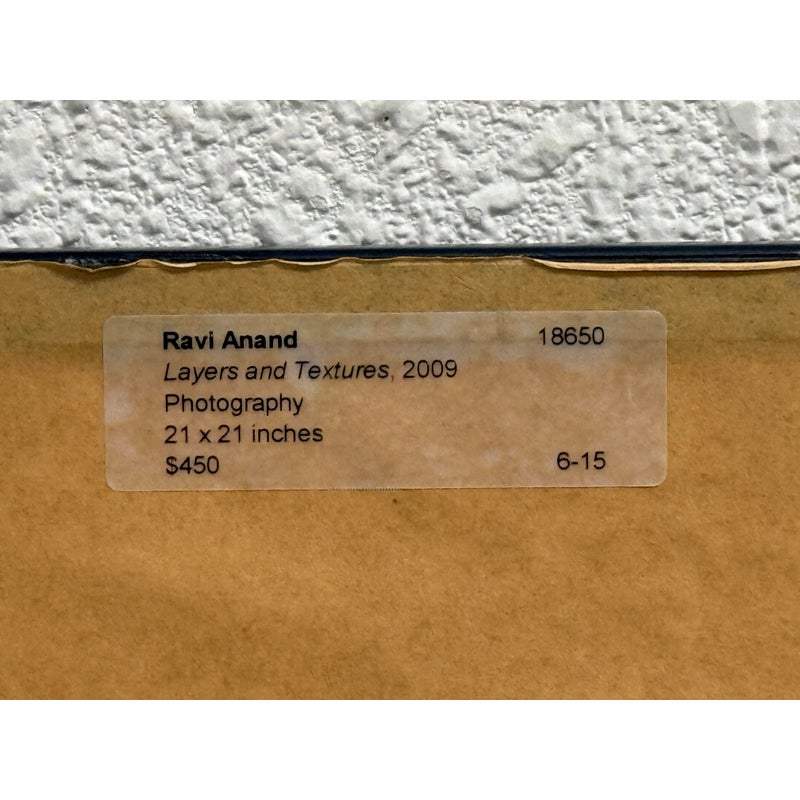 Ravi Anand 18650
Layers and Textures, 2009
Photography
21 x 21 inches
$450 6-15